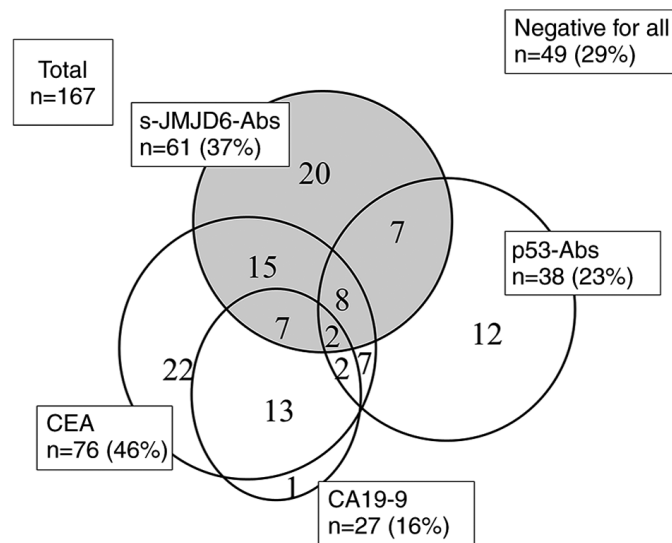 Negative for all
n=49 (29%)
Total
n=167
s-JMJD6-Abs
n=61 (37%)
20
7
p53-Abs
n=38 (23%)
15
8
7
2
12
22
2
7
13
CEA
n=76 (46%)
1
CA19-9
n=27 (16%)